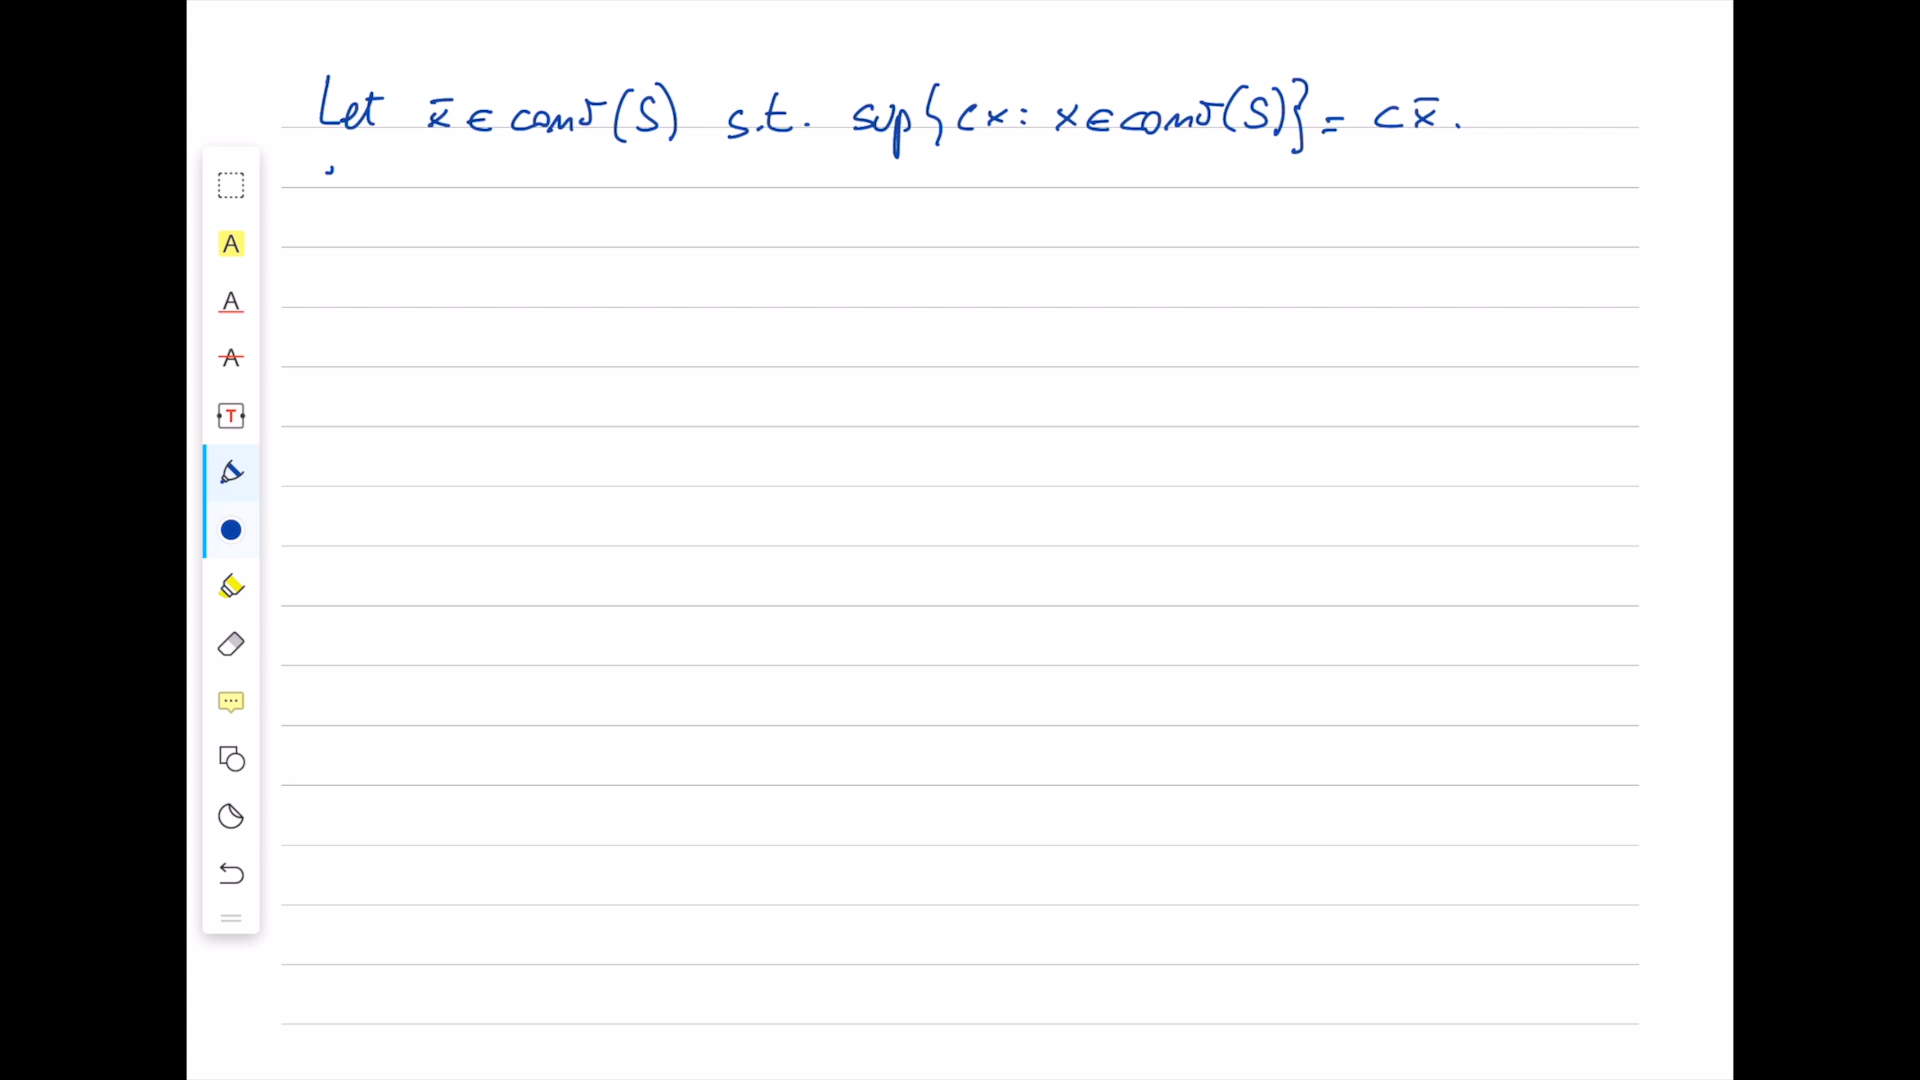 Let x̄ ∈ conv(S) s.t. sup{cx: x∈conv(S)} = cx̄.
A
A
A
T